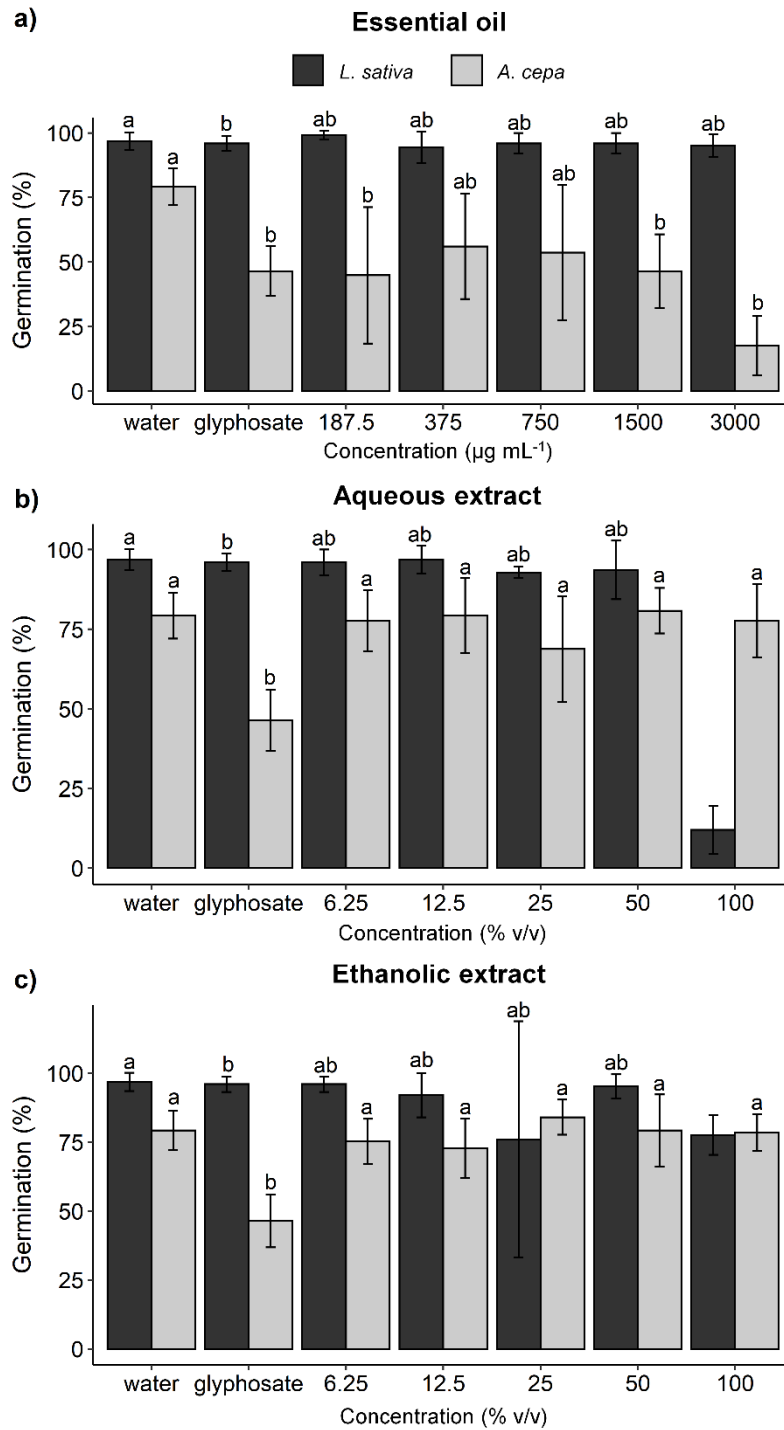 a)
Essential oil
L. sativa A. cepa
a b ab ab ab ab ab
a b b ab ab b b
Germination (%)
100
75
50
25
0
water glyphosate 187.5 375 750 1500 3000
Concentration (µg mL⁻¹)
b)
Aqueous extract
a b ab ab ab ab
a b a a a a a
Germination (%)
100
75
50
25
0
water glyphosate 6.25 12.5 25 50 100
Concentration (% v/v)
c)
Ethanolic extract
a b ab ab ab ab
a b a a a a a
Germination (%)
100
75
50
25
0
water glyphosate 6.25 12.5 25 50 100
Concentration (% v/v)